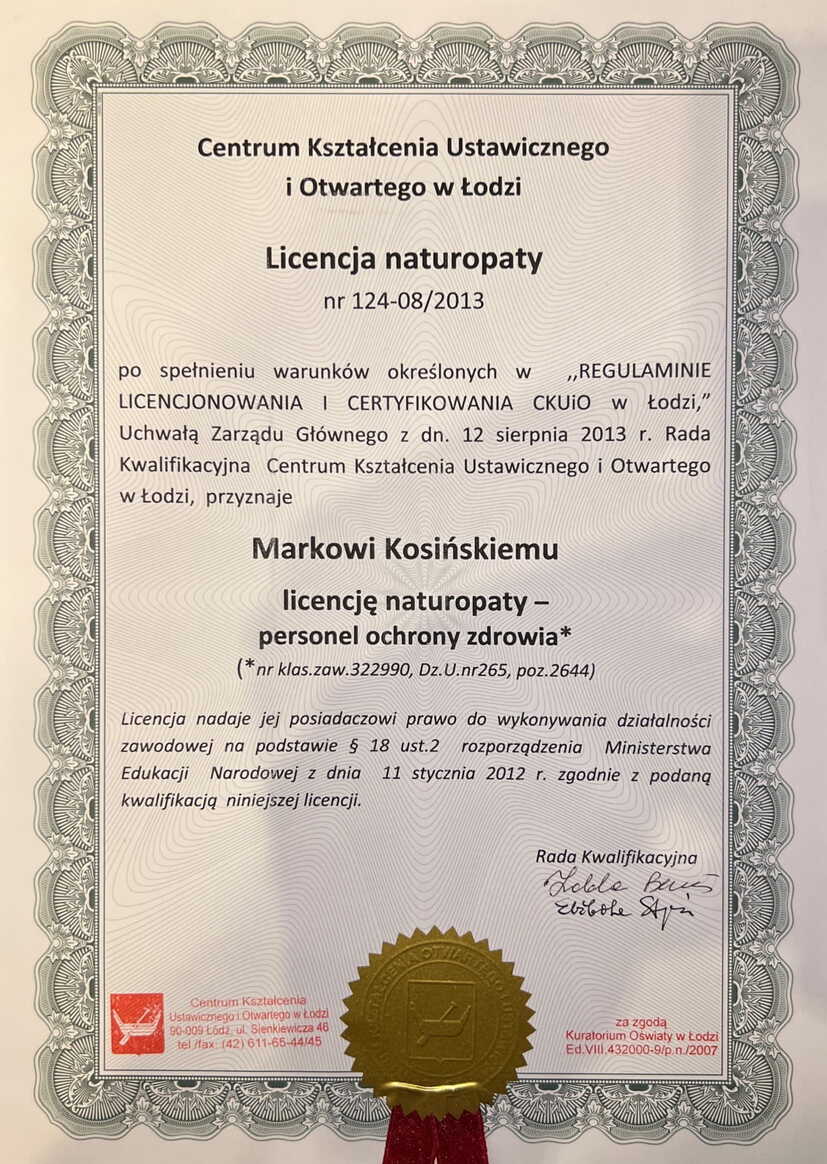 Centrum Kształcenia Ustawicznego
i Otwartego w Łodzi
Licencja naturopaty
nr 124-08/2013
po spełnieniu warunków określonych w ,,REGULAMINIE
LICENCJONOWANIA I CERTYFIKOWANIA CKUiO w Łodzi,”
Uchwałą Zarządu Głównego z dn. 12 sierpnia 2013 r. Rada
Kwalifikacyjna Centrum Kształcenia Ustawicznego i Otwartego
w Łodzi, przyznaje
Markowi Kosińskiemu
licencję naturopaty –
personel ochrony zdrowia*
(*nr klas.zaw.322990, Dz.U.nr265, poz.2644)
Licencja nadaje jej posiadaczowi prawo do wykonywania działalności
zawodowej na podstawie § 18 ust.2 rozporządzenia Ministerstwa
Edukacji Narodowej z dnia 11 stycznia 2012 r. zgodnie z podaną
kwalifikacją niniejszej licencji.
Rada Kwalifikacyjna
Centrum Kształcenia
Ustawicznego i Otwartego w Łodzi
90-009 Łódź, ul. Sienkiewicza 46
tel /fax: (42) 611-65-44/45
za zgodą
Kuratorium Oświaty w Łodzi
Ed.VIII.432000-9/p.n./2007